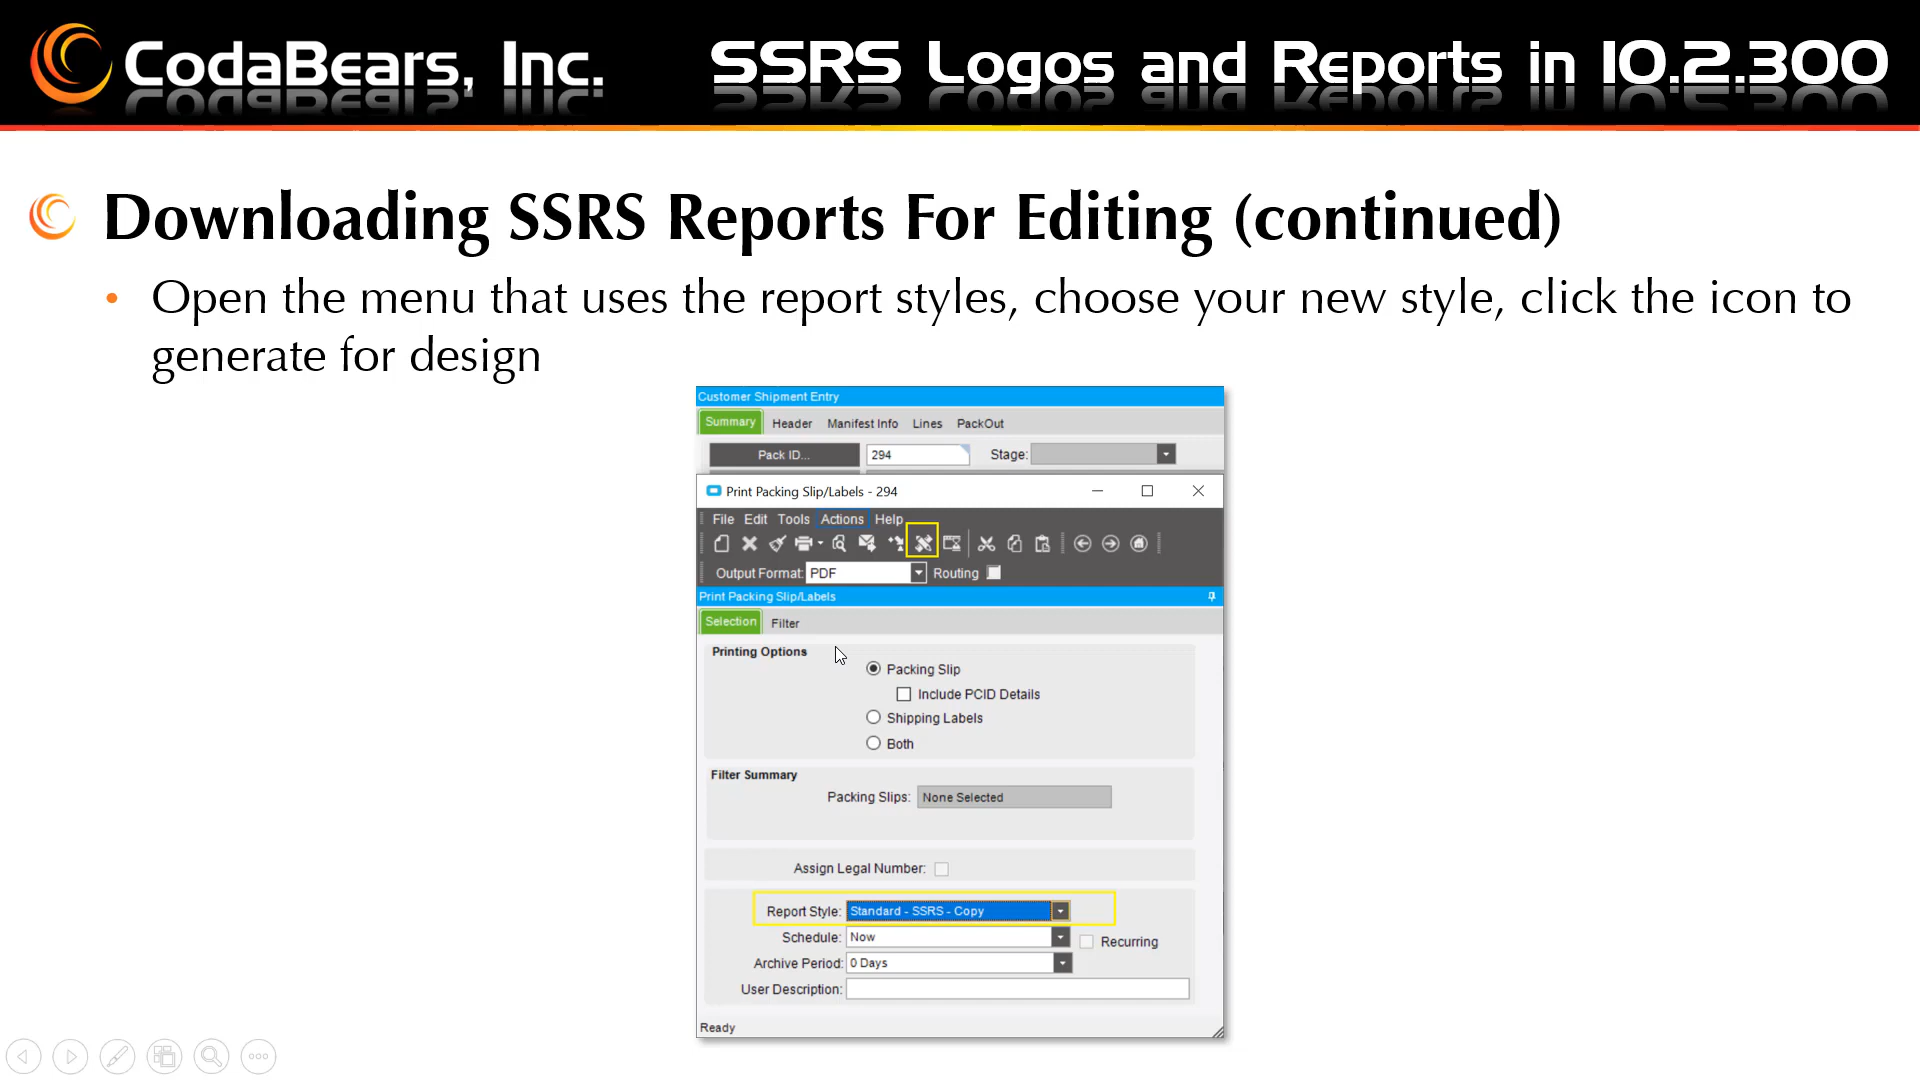 CodaBears, Inc.
SSRS Logos and Reports in 10.2.300
Downloading SSRS Reports For Editing (continued)
• Open the menu that uses the report styles, choose your new style, click the icon to
generate for design
Customer Shipment Entry
Summary Header Manifest Info Lines PackOut
Pack ID... 294 Stage:
Print Packing Slip/Labels - 294
File Edit Tools Actions Help
Output Format: PDF Routing
Print Packing Slip/Labels
Selection Filter
Printing Options
Packing Slip
Include PCID Details
Shipping Labels
Both
Filter Summary
Packing Slips: None Selected
Assign Legal Number:
Report Style: Standard - SSRS - Copy
Schedule: Now Recurring
Archive Period: 0 Days
User Description:
Ready